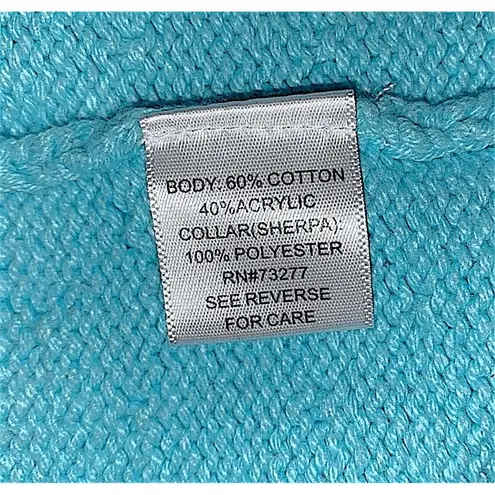 BODY: 60% COTTON
40%ACRYLIC
COLLAR(SHERPA):
100% POLYESTER
RN#73277
SEE REVERSE
FOR CARE